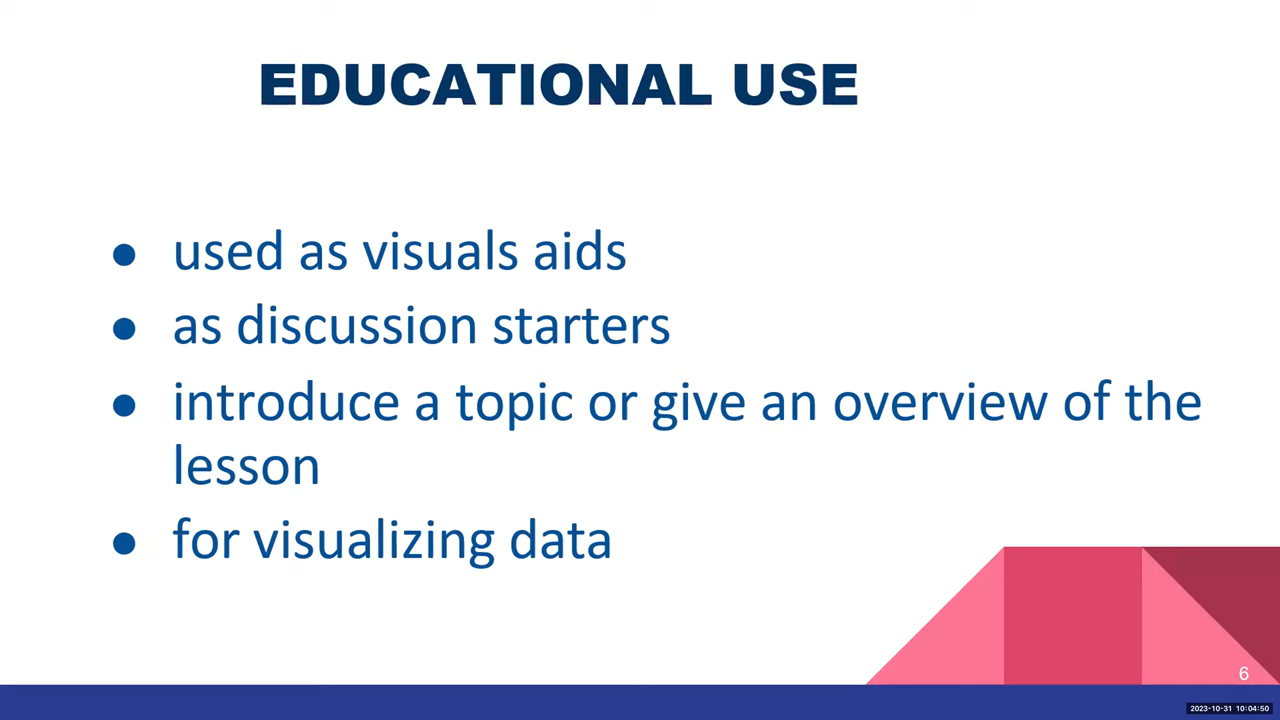 EDUCATIONAL USE
● used as visuals aids
● as discussion starters
● introduce a topic or give an overview of the
lesson
● for visualizing data
6
2023-10-31 10:04:50